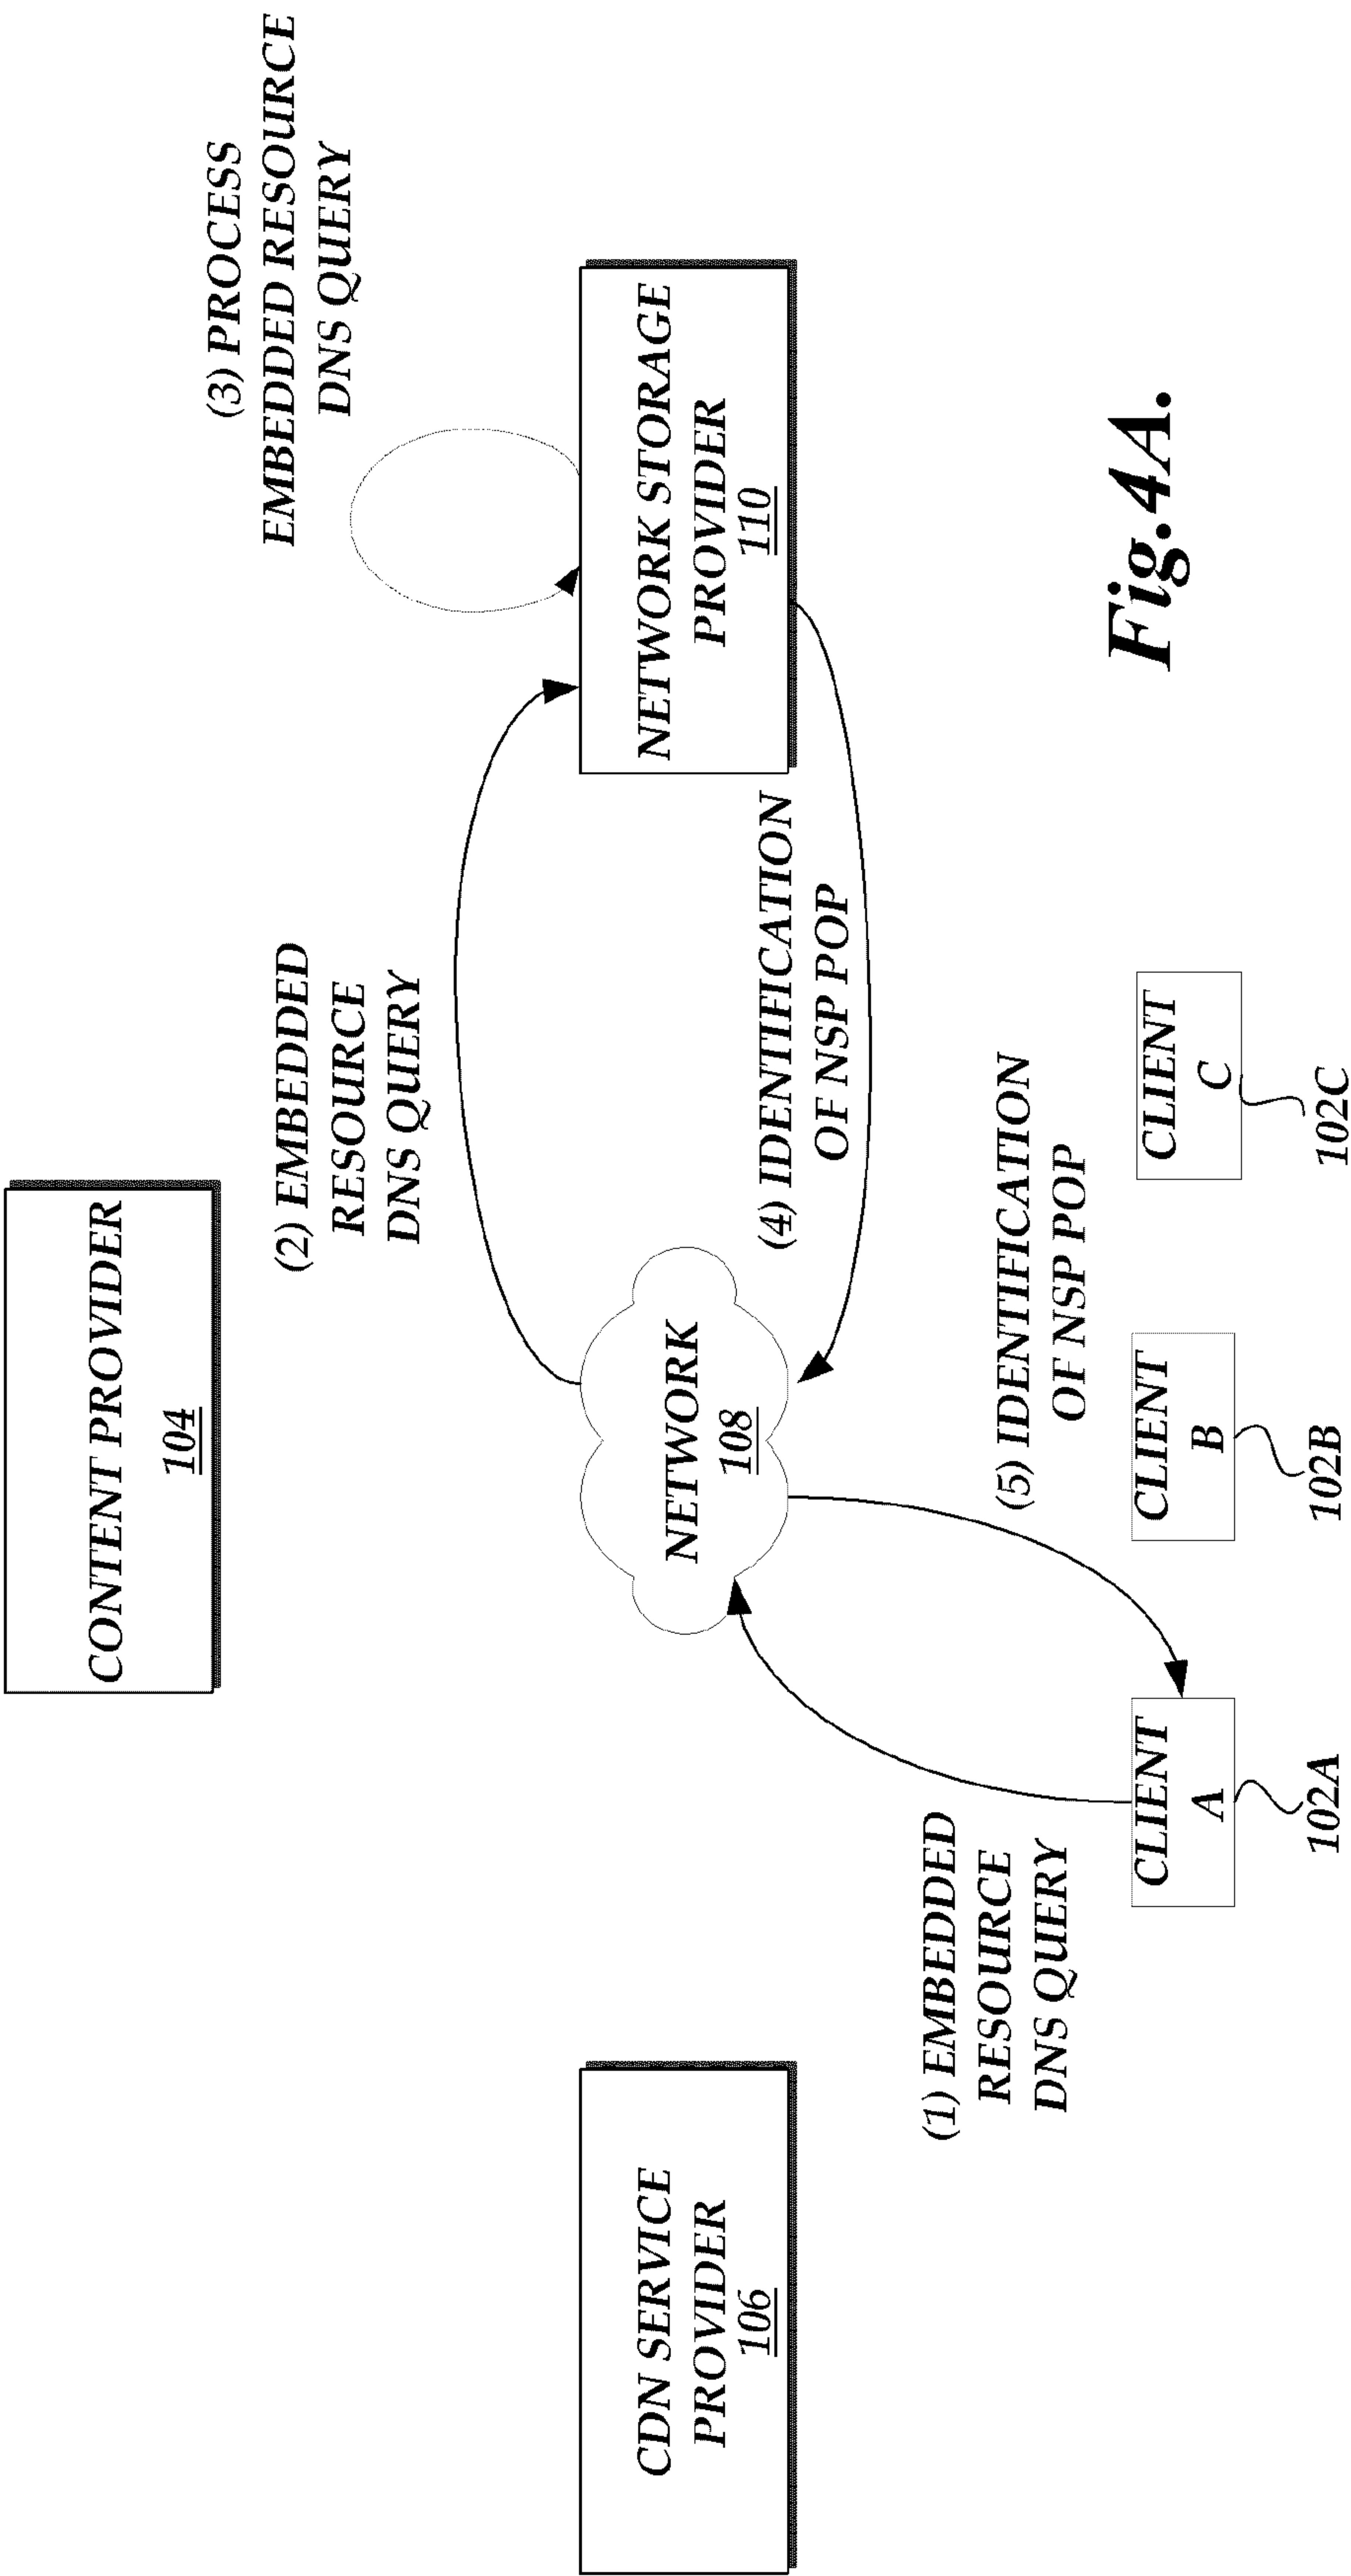 CONTENT PROVIDER
104
(3) PROCESS
EMBEDDED RESOURCE
DNS QUERY
(2) EMBEDDED
RESOURCE
DNS QUERY
CDN SERVICE
PROVIDER
106
NETWORK
108
NETWORK STORAGE
PROVIDER
110
(4) IDENTIFICATION
OF NSP POP
(1) EMBEDDED
RESOURCE
DNS QUERY
(5) IDENTIFICATION
OF NSP POP
CLIENT
A
102A
CLIENT
B
102B
CLIENT
C
102C
Fig.4A.